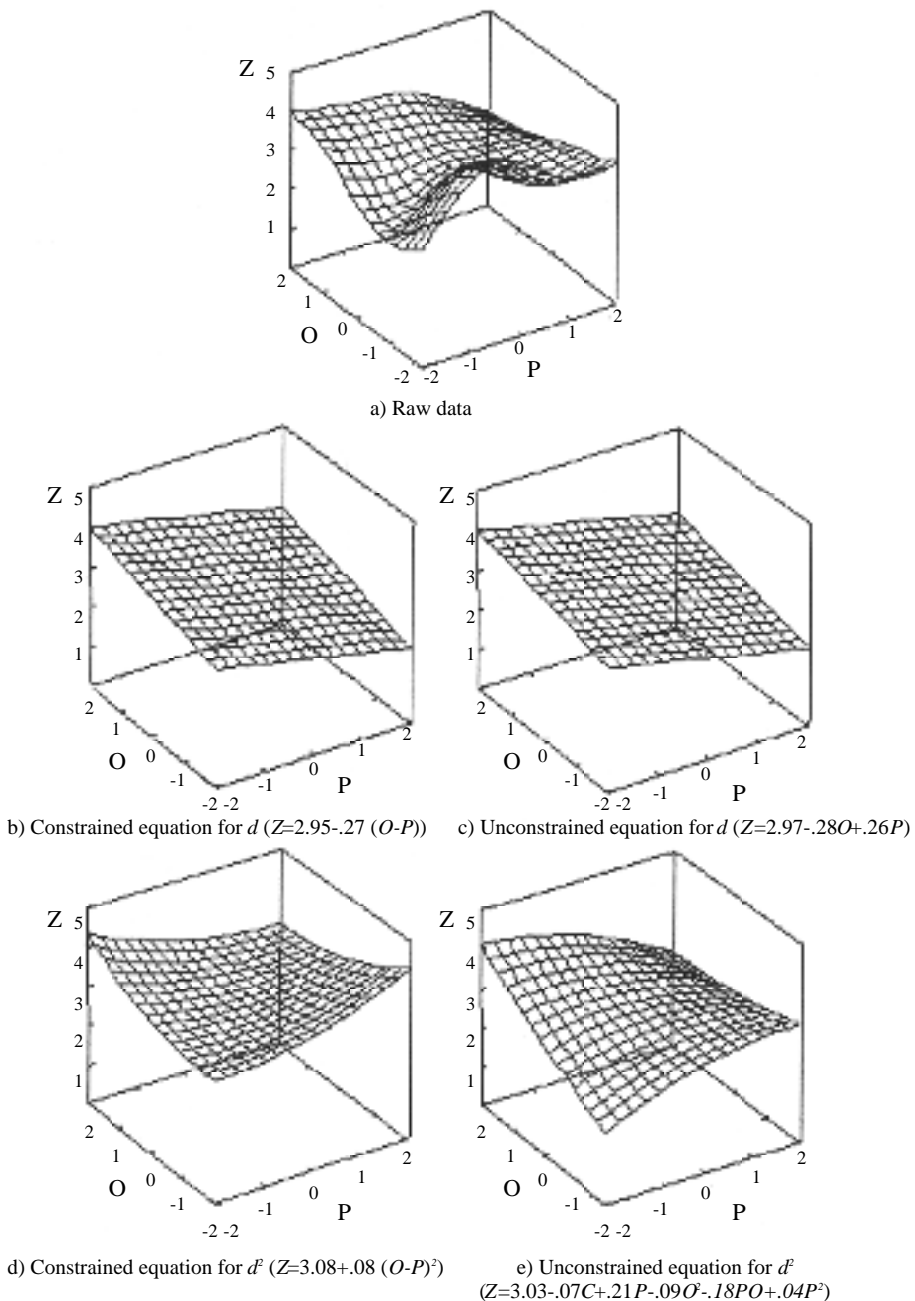 Z 5
4
3
2
1
2
1
O 0
-1
-2 -2
-1
0
1
2
P
a) Raw data
Z 5
4
3
2
1
2
1
O 0
-1
-2 -2
-1
0
1
2
P
Z 5
4
3
2
1
2
1
O 0
-1
-2 -2
-1
0
1
2
P
b) Constrained equation for d (Z=2.95-.27 (O-P))
c) Unconstrained equation for d (Z=2.97-.28O+.26P)
Z 5
4
3
2
1
2
1
O 0
-1
-2 -2
-1
0
1
2
P
Z 5
4
3
2
1
2
1
O 0
-1
-2 -2
-1
0
1
2
P
d) Constrained equation for d² (Z=3.08+.08 (O-P)²)
e) Unconstrained equation for d²
(Z=3.03-.07C+.21P-.09O²-.18PO+.04P²)